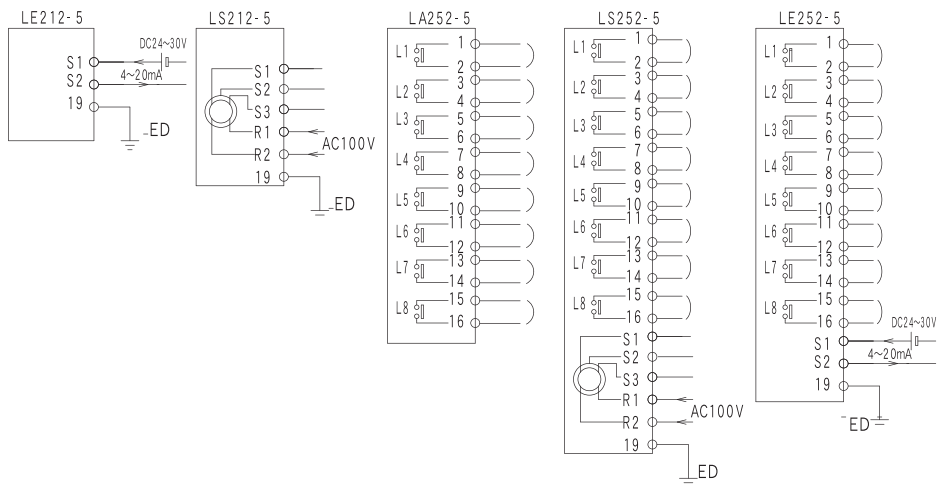 LE212-5
S1
DC24~30V
S2
4~20mA
19
ED
LS212-5
S1
S2
S3
R1
AC100V
R2
19
ED
LA252-5
L1
1
2
L2
3
4
L3
5
6
L4
7
8
L5
9
10
L6
11
12
L7
13
14
L8
15
16
LS252-5
L1
1
2
L2
3
4
L3
5
6
L4
7
8
L5
9
10
L6
11
12
L7
13
14
L8
15
16
S1
S2
S3
R1
AC100V
R2
19
ED
LE252-5
L1
1
2
L2
3
4
L3
5
6
L4
7
8
L5
9
10
L6
11
12
L7
13
14
L8
15
16
DC24~30V
S1
4~20mA
S2
19
ED